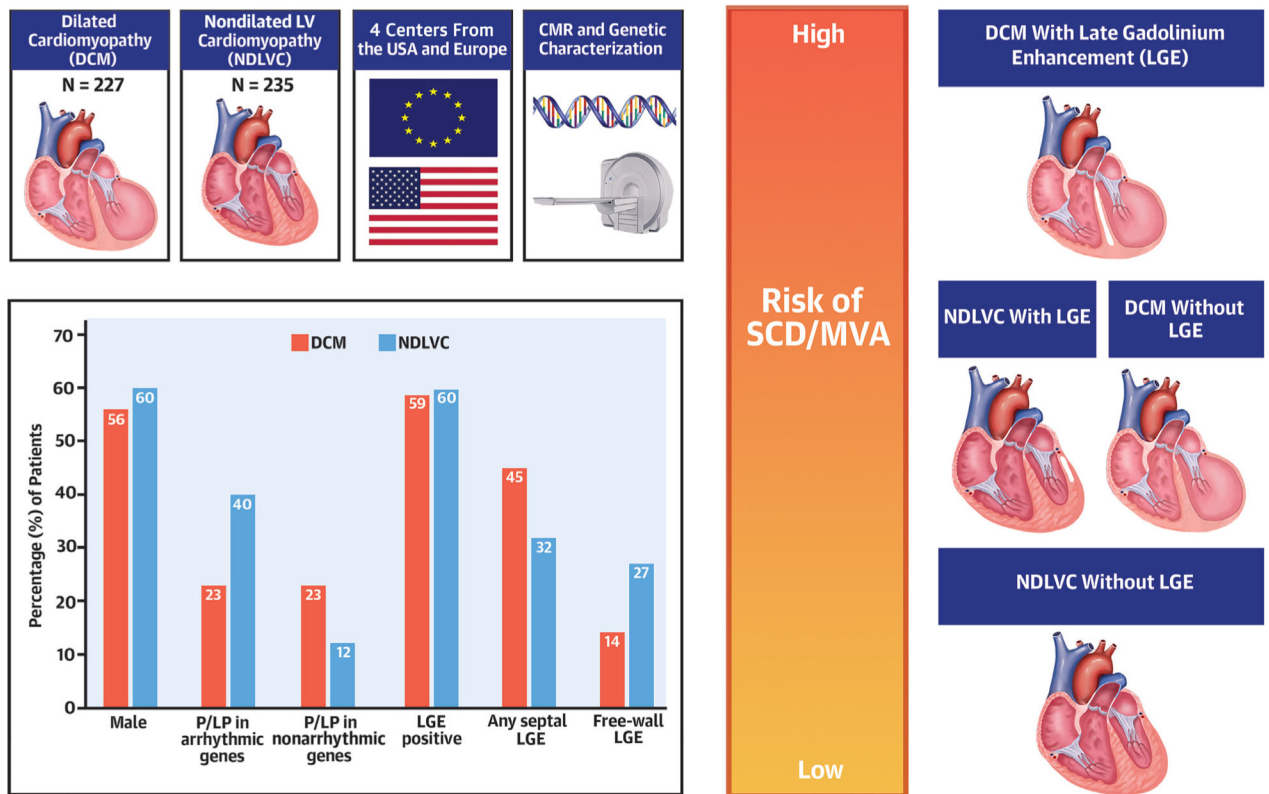 Dilated
Cardiomyopathy
(DCM)
N = 227
Nondilated LV
Cardiomyopathy
(NDLVC)
N = 235
4 Centers From
the USA and Europe
CMR and Genetic
Characterization
70
60
50
40
30
20
10
0
Percentage (%) of Patients
DCM
NDLVC
56
60
23
40
23
12
59
60
45
32
14
27
Male
P/LP in
arrhythmic
genes
P/LP in
nonarrhythmic
genes
LGE
positive
Any septal
LGE
Free-wall
LGE
High
Risk of
SCD/MVA
Low
DCM With Late Gadolinium
Enhancement (LGE)
NDLVC With LGE
DCM Without
LGE
NDLVC Without LGE